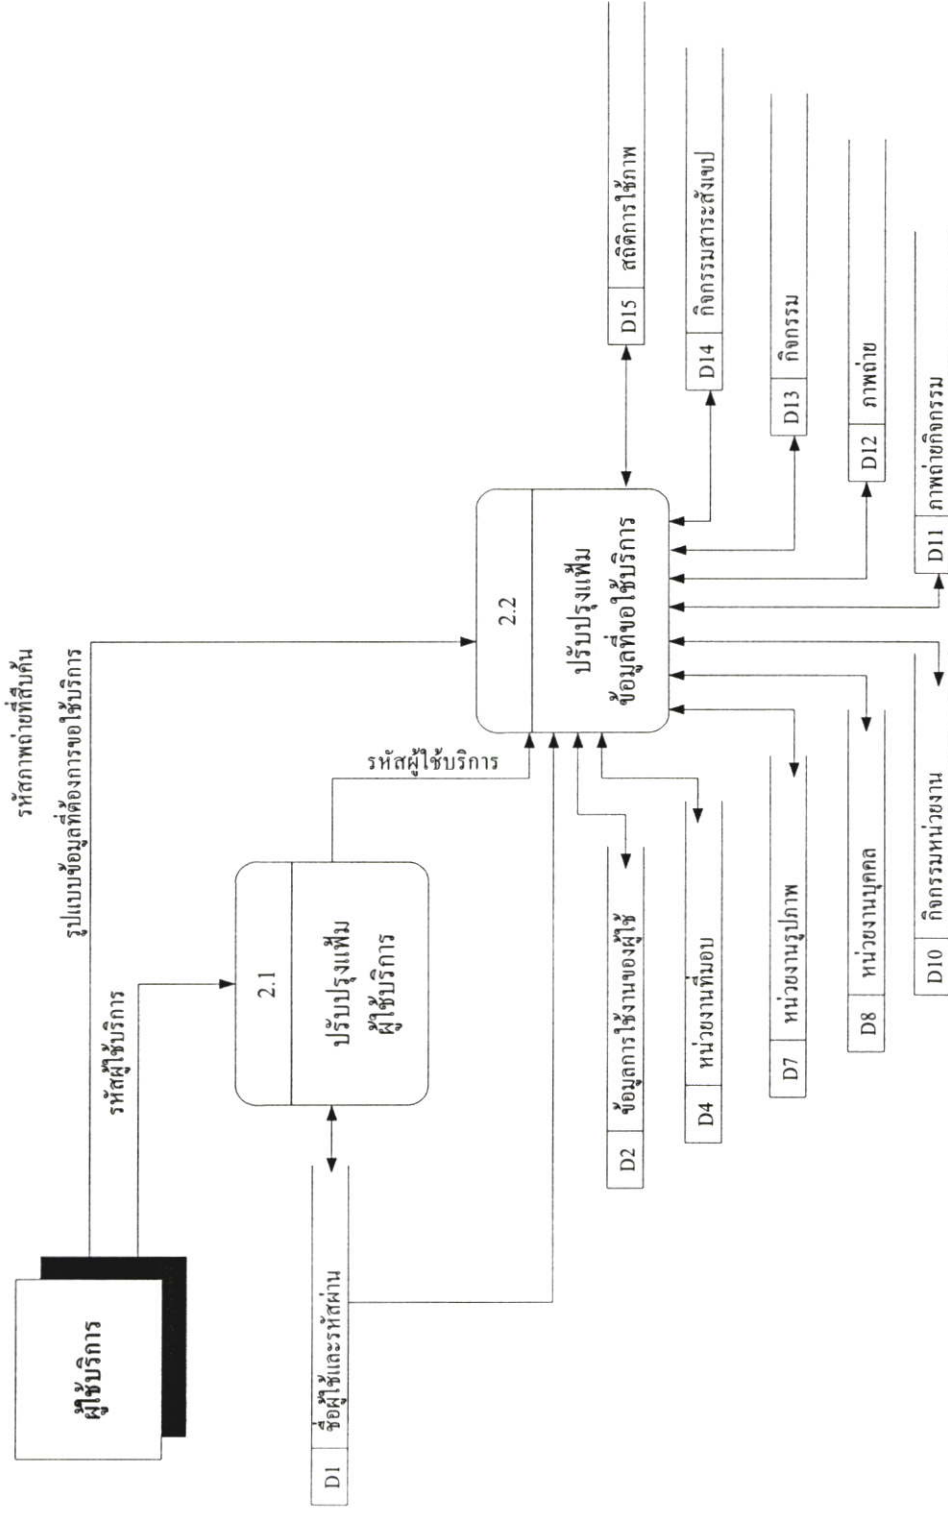 รหัสภาพถ่ายที่สืบค้น
รูปแบบข้อมูลที่ต้องการขอใช้บริการ
ผู้ใช้บริการ
รหัสผู้ใช้บริการ
2.1
ปรับปรุงแฟ้ม
ผู้ใช้บริการ
รหัสผู้ใช้บริการ
2.2
ปรับปรุงแฟ้ม
ข้อมูลที่ขอใช้บริการ
D1 ชื่อผู้ใช้และรหัสผ่าน
D2 ข้อมูลการใช้งานของผู้ใช้
D4 หน่วยงานที่มอบ
D7 หน่วยงานรูปภาพ
D8 หน่วยงานบุคคล
D10 กิจกรรมหน่วยงาน
D15 สถิติการใช้ภาพ
D14 กิจกรรมสาระสังเขป
D13 กิจกรรม
D12 ภาพถ่าย
D11 ภาพถ่ายกิจกรรม